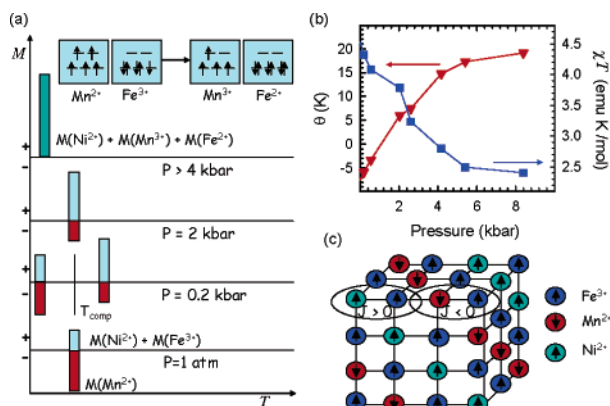 (a)
M
Mn²⁺ Fe³⁺ Mn³⁺ Fe²⁺
M(Ni²⁺) + M(Mn³⁺) + M(Fe²⁺)
+
-
P > 4 kbar
+
-
P = 2 kbar
+
-
P = 0.2 kbar
T comp
M(Ni²⁺) + M(Fe³⁺)
+
-
P=1 atm
M(Mn²⁺)
T
(b)
20
15
10
5
0
-5
θ (K)
4.5
4.0
3.5
3.0
2.5
χT (emu K/mol)
0 2 4 6 8 10
Pressure (kbar)
(c)
J > 0 J < 0
Fe³⁺
Mn²⁺
Ni²⁺